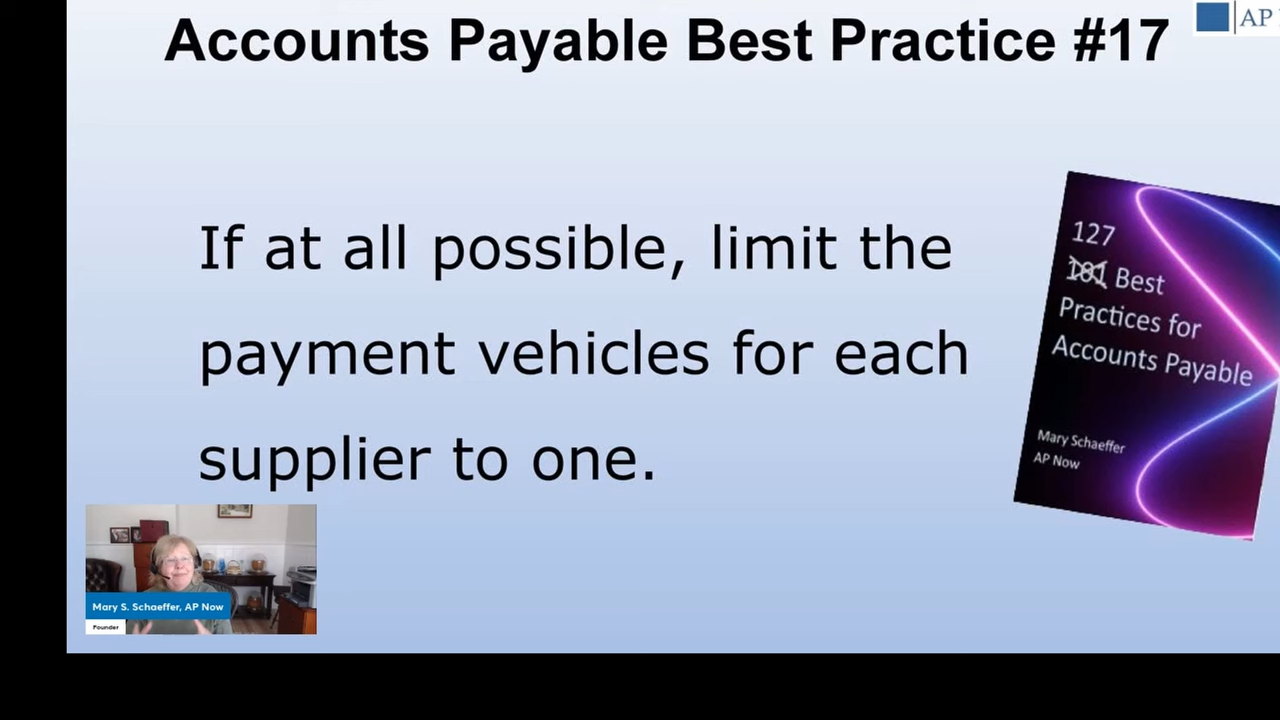 Accounts Payable Best Practice #17
AP
If at all possible, limit the
payment vehicles for each
supplier to one.
127
101 Best
Practices for
Accounts Payable
Mary Schaeffer
AP Now
Mary S. Schaeffer, AP Now
Founder